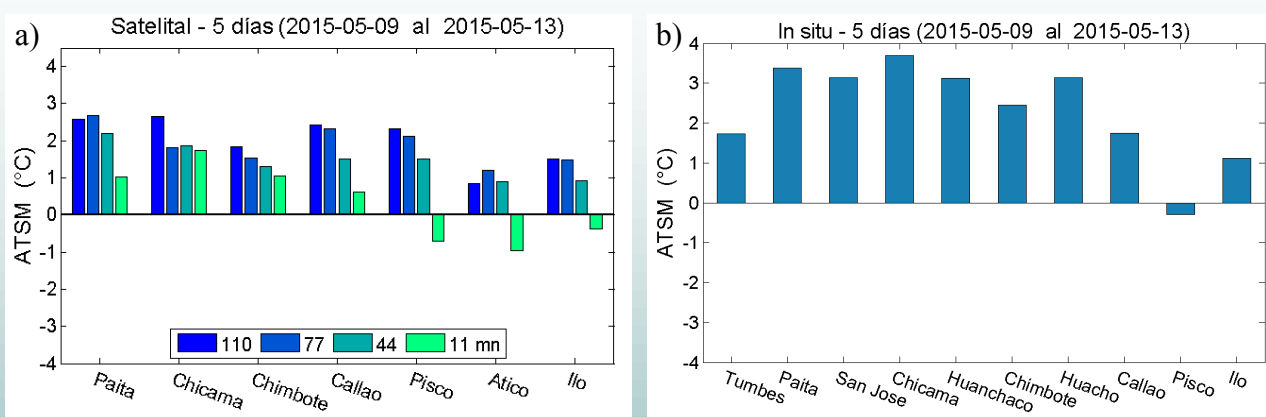 a)
Satelital - 5 días (2015-05-09 al 2015-05-13)
ATSM (°C)
4
3
2
1
0
-1
-2
-3
-4
110 77 44 11 mn
Paita Chicama Chimbote Callao Pisco Atico Ilo
b)
In situ - 5 días (2015-05-09 al 2015-05-13)
ATSM (°C)
4
3
2
1
0
-1
-2
-3
-4
Tumbes Paita San Jose Chicama Huanchaco Chimbote Huacho Callao Pisco Ilo